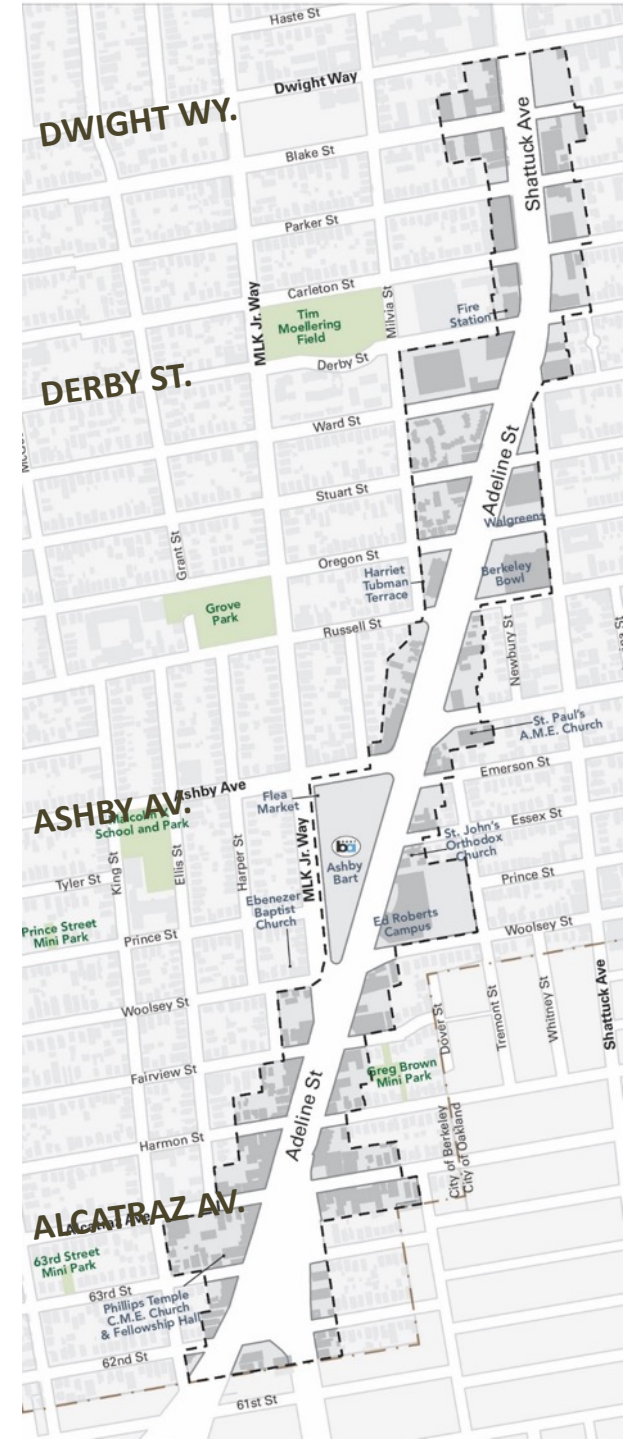 Haste St
Dwight Way
DWIGHT WY.
Shattuck Ave
Blake St
Parker St
Carleton St
MLK Jr. Way
Tim
Moellering
Field
Milvia St
Fire
Station
Derby St
DERBY ST.
Ward St
Adeline St
Stuart St
Walgreens
Grant St
Oregon St
Harriet
Tubman
Terrace
Berkeley
Bowl
Grove
Park
Russell St
Newbury St
St. Paul's
A.M.E. Church
Emerson St
Ashby Ave
ASHBY AV.
School and Park
Flea
Market
MLK Jr. Way
Essex St
St. John's
Orthodox
Church
Ashby
Bart
Tyler St
King St
Ellis St
Harper St
Prince St
Ebenezer
Baptist
Church
Ed Roberts
Campus
Prince Street
Mini Park
Prince St
Woolsey St
Woolsey St
Dover St
Tremont St
Whitney St
Shattuck Ave
Fairview St
Greg Brown
Mini Park
Adeline St
Harmon St
City of Berkeley
City of Oakland
ALCATRAZ AV.
Alcatraz Ave
63rd Street
Mini Park
63rd St
Phillips Temple
C.M.E. Church
& Fellowship Hall
62nd St
61st St